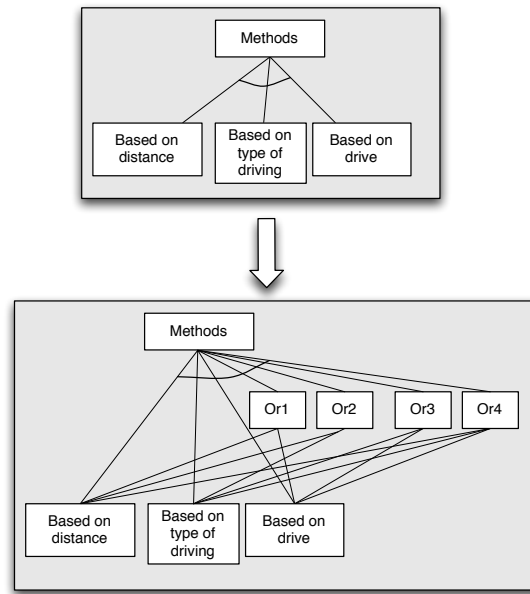 Methods
Based on
distance
Based on
type of
driving
Based on
drive
Methods
Or1
Or2
Or3
Or4
Based on
distance
Based on
type of
driving
Based on
drive